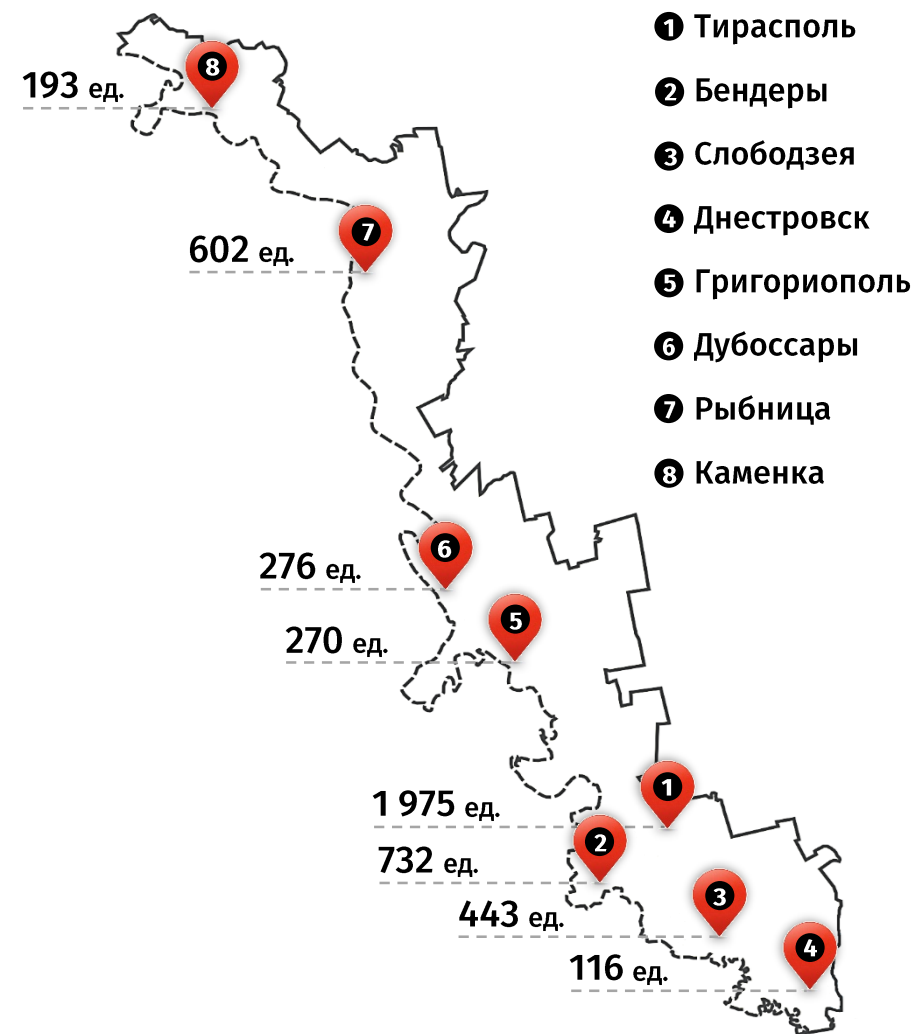 1 Тирасполь
2 Бендеры
3 Слободзея
4 Днестровск
5 Григориополь
6 Дубоссары
7 Рыбница
8 Каменка
193 ед.
8
602 ед.
7
276 ед.
6
270 ед.
5
1 975 ед.
1
732 ед.
2
443 ед.
3
116 ед.
4